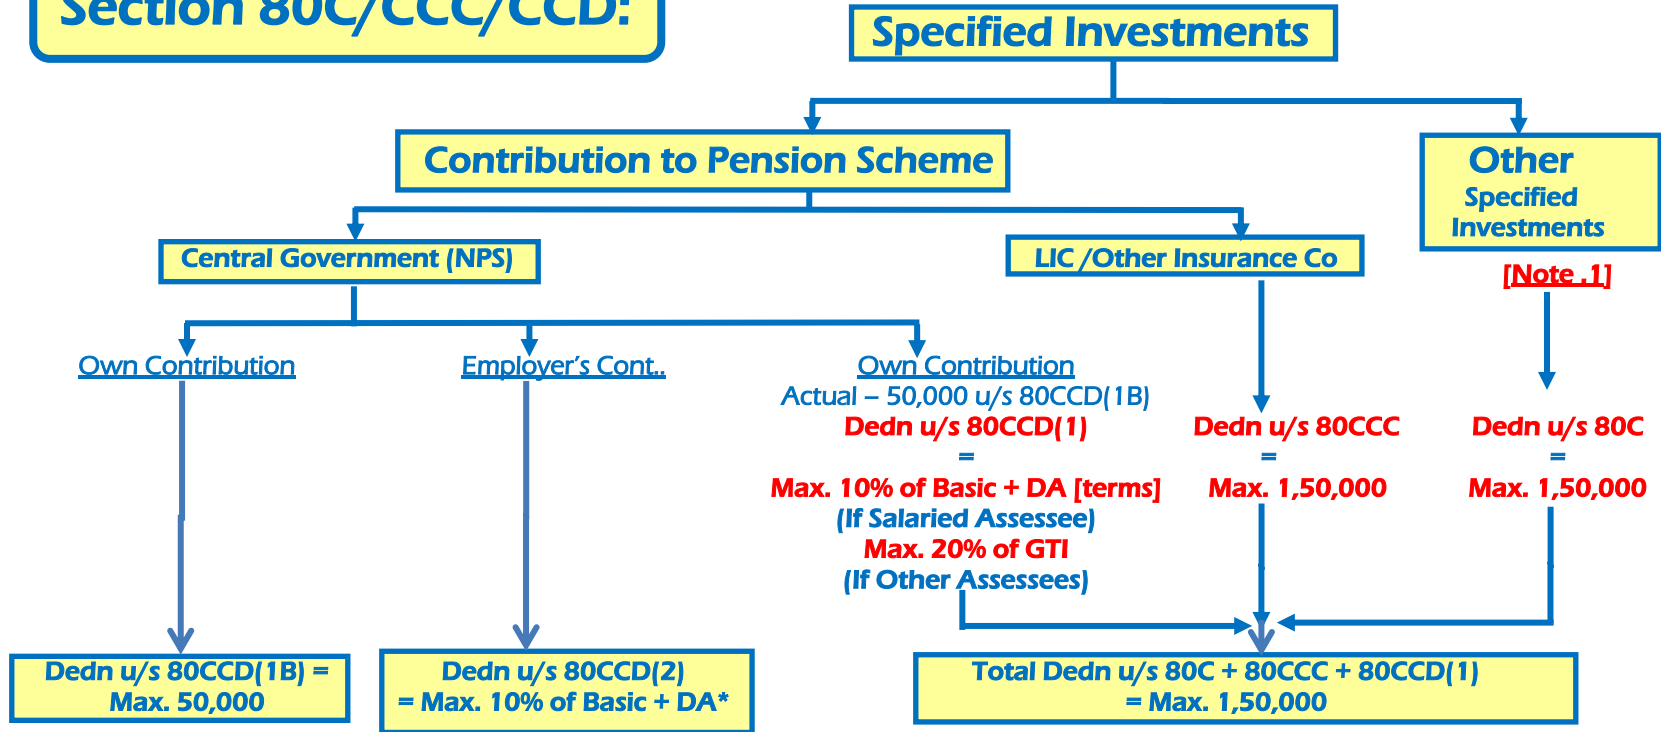 Section 80C/CCC/CCD:
Specified Investments
Contribution to Pension Scheme
Other
Specified
Investments
Central Government (NPS)
LIC /Other Insurance Co
[Note .1]
Own Contribution
Employer’s Cont..
Own Contribution
Actual – 50,000 u/s 80CCD(1B)
Dedn u/s 80CCD(1)
=
Max. 10% of Basic + DA [terms]
(If Salaried Assessee)
Max. 20% of GTI
(If Other Assessees)
Dedn u/s 80CCC
=
Max. 1,50,000
Dedn u/s 80C
=
Max. 1,50,000
Dedn u/s 80CCD(1B) =
Max. 50,000
Dedn u/s 80CCD(2)
= Max. 10% of Basic + DA*
Total Dedn u/s 80C + 80CCC + 80CCD(1)
= Max. 1,50,000